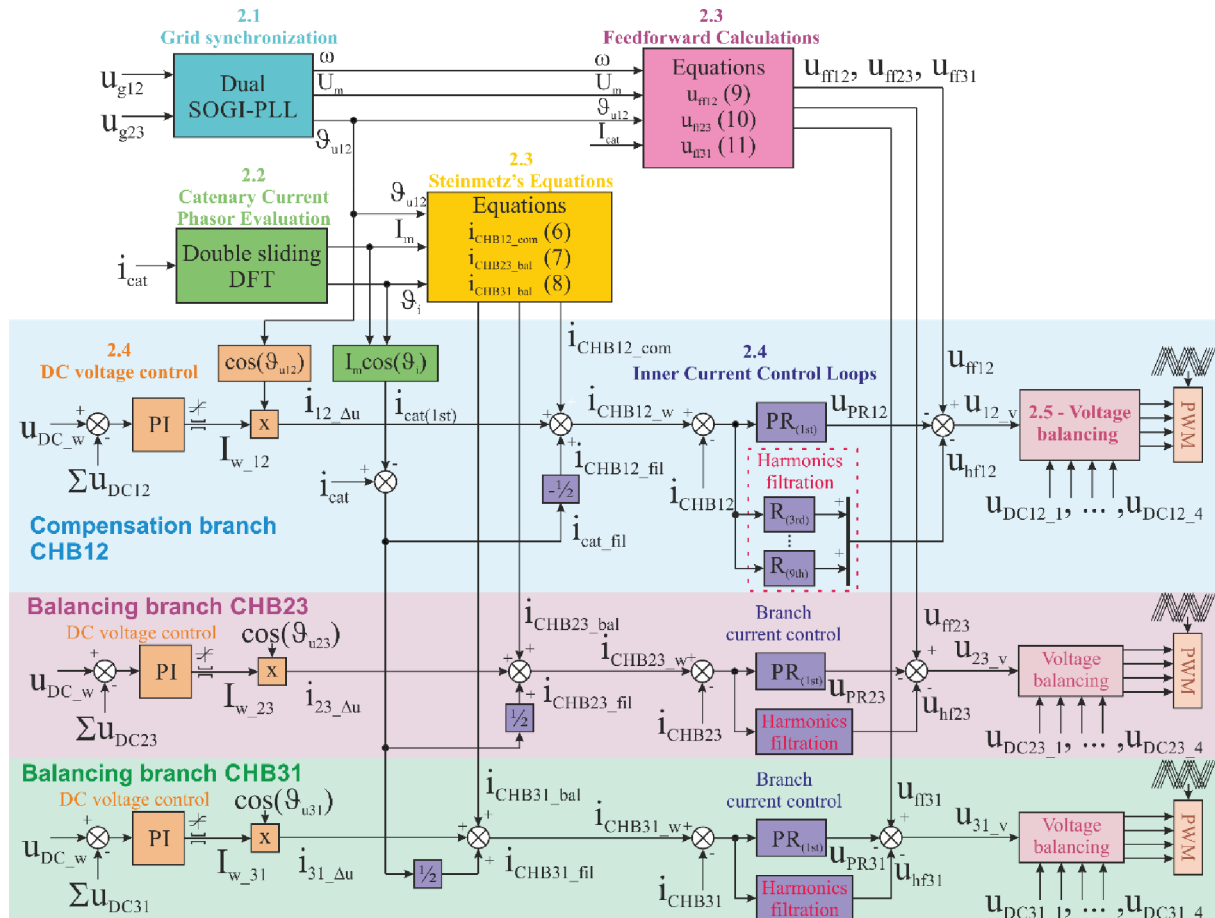 2.1
Grid synchronization
2.3
Feedforward Calculations
u_g12
u_g23
Dual
SOGI-PLL
ω
U_m
ϑ_u12
ω
U_m
ϑ_u12
I_cat
Equations
u_ff12 (9)
u_ff23 (10)
u_ff31 (11)
u_ff12, u_ff23, u_ff31
2.2
Catenary Current
Phasor Evaluation
i_cat
Double sliding
DFT
2.3
Steinmetz's Equations
ϑ_u12
I_m
ϑ_i
Equations
i_CHB12_com (6)
i_CHB23_bal (7)
i_CHB31_bal (8)
2.4
DC voltage control
cos(ϑ_u12)
I_m cos(ϑ_i)
i_CHB12_com
2.4
Inner Current Control Loops
u_DC_w
+
-
∑u_DC12
PI
I_w_12
x
i_12_Δu
i_cat(1st)
i_cat
+
-
+
+
+
i_CHB12_w
i_CHB12_fil
-½
i_cat_fil
+
-
i_CHB12
PR_(1st)
u_PR12
Harmonics
filtration
R_(3rd)
+
⋮
R_(9th)
+
u_ff12
-
-
u_12_v
u_hf12
2.5 - Voltage
balancing
PWM
u_DC12_1, ... ,u_DC12_4
Compensation branch
CHB12
Balancing branch CHB23
DC voltage control
cos(ϑ_u23)
u_DC_w
+
-
∑u_DC23
PI
I_w_23
x
i_23_Δu
i_CHB23_bal
+
+
+
½
i_CHB23_fil
i_CHB23_w
+
-
i_CHB23
Branch
current control
PR_(1st)
u_PR23
Harmonics
filtration
u_ff23
+
-
-
u_23_v
u_hf23
Voltage
balancing
PWM
u_DC23_1, ... ,u_DC23_4
Balancing branch CHB31
DC voltage control
cos(ϑ_u31)
u_DC_w
+
-
∑u_DC31
PI
I_w_31
x
i_31_Δu
i_CHB31_bal
+
+
+
½
i_CHB31_fil
i_CHB31_w
+
-
i_CHB31
Branch
current control
PR_(1st)
u_PR31
Harmonics
filtration
u_ff31
+
-
-
u_31_v
u_hf31
Voltage
balancing
PWM
u_DC31_1, ... ,u_DC31_4